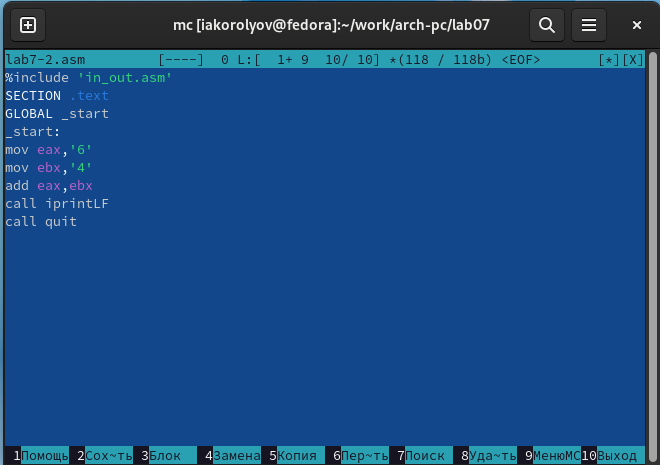 mc [iakorolyov@fedora]:~/work/arch-pc/lab07
lab7-2.asm [----] 0 L:[ 1+ 9 10/ 10] *(118 / 118b) <EOF> [*][X]
%include 'in_out.asm'
SECTION .text
GLOBAL _start
_start:
mov eax,'6'
mov ebx,'4'
add eax,ebx
call iprintLF
call quit
1Помощь 2Сох~ть 3Блок 4Замена 5Копия 6Пер~ть 7Поиск 8Уда~ть 9МенюMC 10Выход